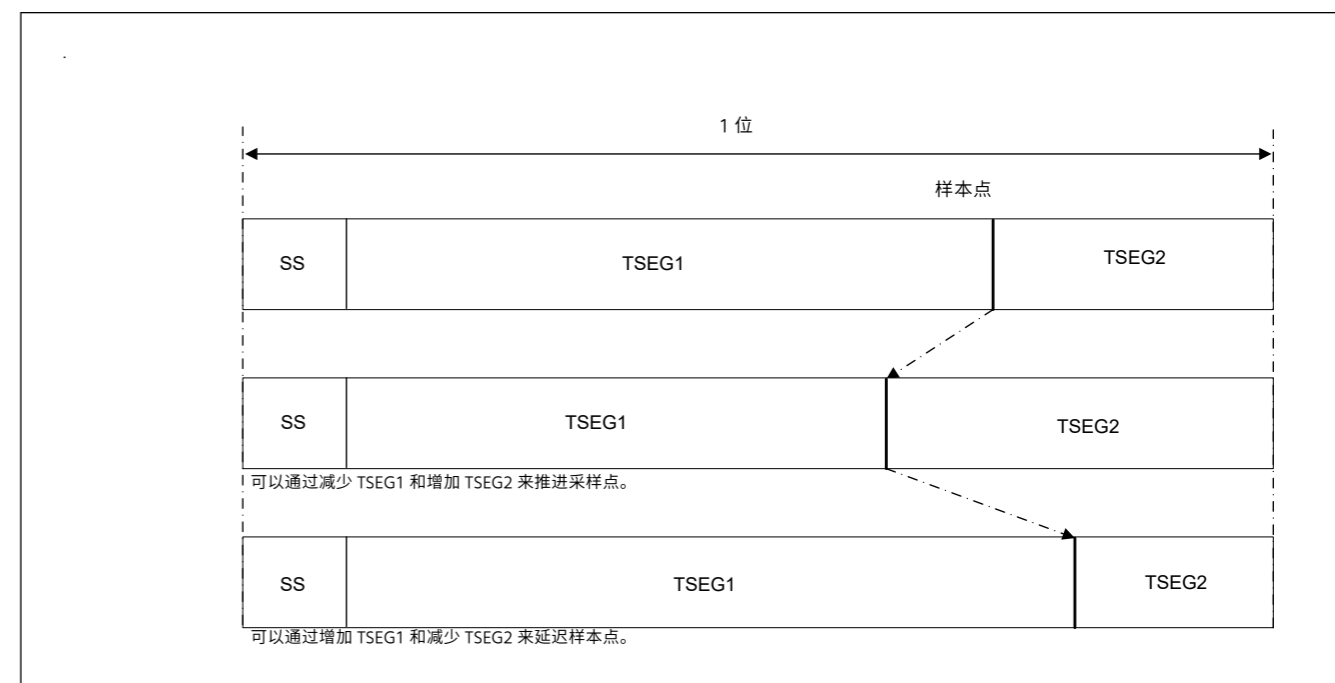 1 位
样本点
SS TSEG1 TSEG2
SS TSEG1 TSEG2
可以通过减少 TSEG1 和增加 TSEG2 来推进采样点。
SS TSEG1 TSEG2
可以通过增加 TSEG1 和减少 TSEG2 来延迟样本点。